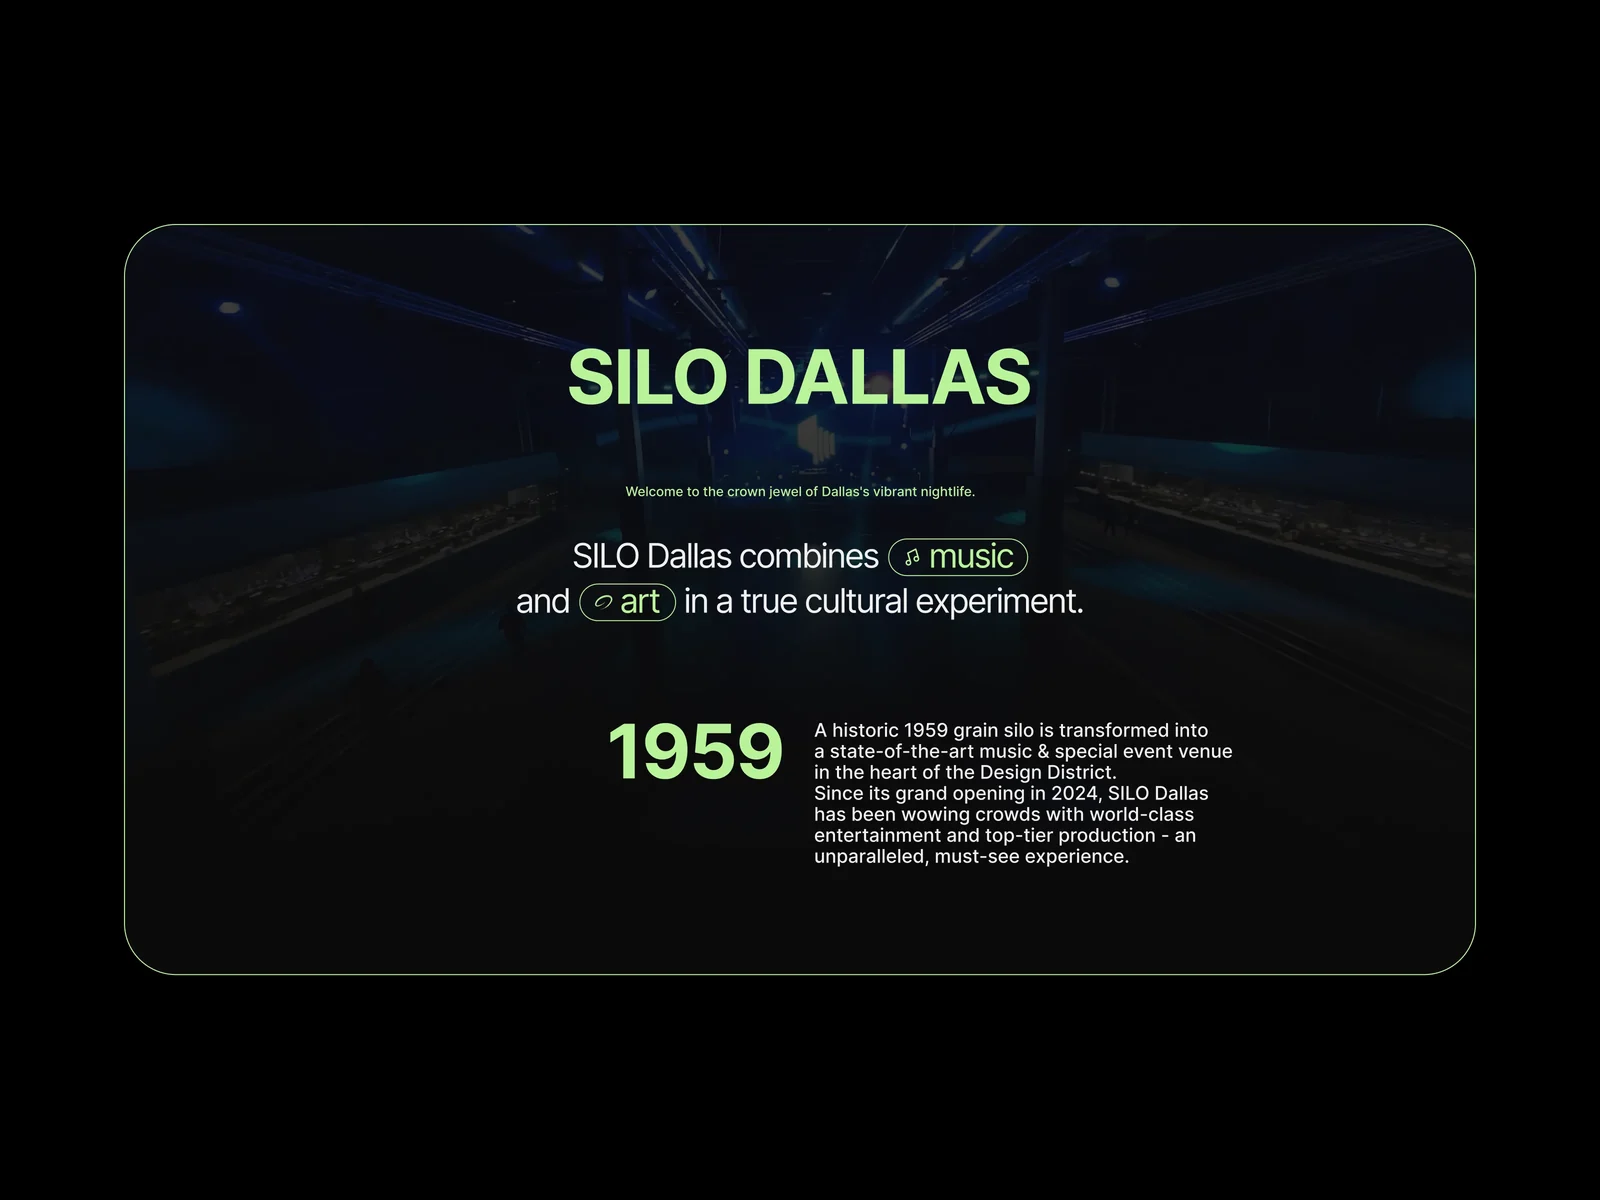 SILO DALLAS
Welcome to the crown jewel of Dallas's vibrant nightlife.
SILO Dallas combines music
and art in a true cultural experiment.
1959
A historic 1959 grain silo is transformed into
a state-of-the-art music & special event venue
in the heart of the Design District.
Since its grand opening in 2024, SILO Dallas
has been wowing crowds with world-class
entertainment and top-tier production - an
unparalleled, must-see experience.